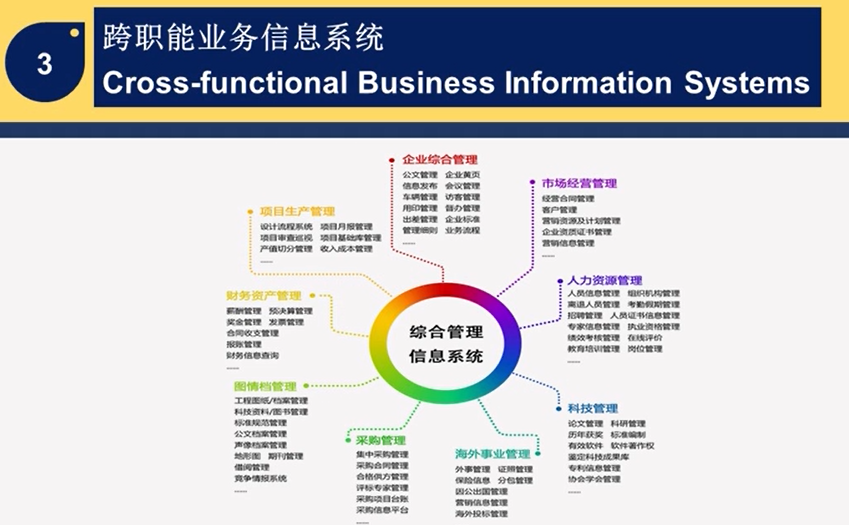 3
跨职能业务信息系统
Cross-functional Business Information Systems
企业综合管理
公文管理 企业黄页
信息发布 会议管理
车辆管理 访客管理
用印管理 督办管理
出差管理 企业标准
管理细则 业务流程
......
市场经营管理
经营合同管理
客户管理
营销资源及计划管理
企业资质证书管理
营销信息管理
......
项目生产管理
设计流程系统 项目月报管理
项目审查巡视 项目基础库管理
产值切分管理 收入成本管理
......
人力资源管理
人员信息管理 组织机构管理
离退人员管理 考勤假期管理
招聘管理 人员证书信息管理
专家信息管理 执业资格管理
绩效考核管理 在线评价
教育培训管理 岗位管理
......
财务资产管理
薪酬管理 预决算管理
奖金管理 发票管理
合同收支管理
报账管理
财务信息查询
综合管理
信息系统
图情档管理
工程图纸/档案管理
科技资料/图书管理
标准规范管理
公文档案管理
声像档案管理
地形图 期刊管理
借阅管理
竞争情报系统
科技管理
论文管理 科研管理
历年获奖 标准编制
有效软件 软件著作权
鉴定科技成果库
专利信息管理
协会学会管理
......
采购管理
集中采购管理
采购合同管理
合格供方管理
评标专家管理
采购项目台账
采购信息平台
......
海外事业管理
外事管理 证照管理
保险信息 分包管理
因公出国管理
营销信息管理
海外投标管理